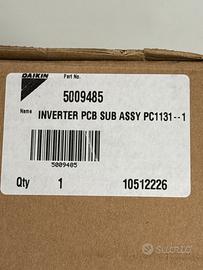 DAIKIN
Part No.
5009485
Name INVERTER PCB SUB ASSY PC1131--1
5009485
Qty 1 10512226
subito